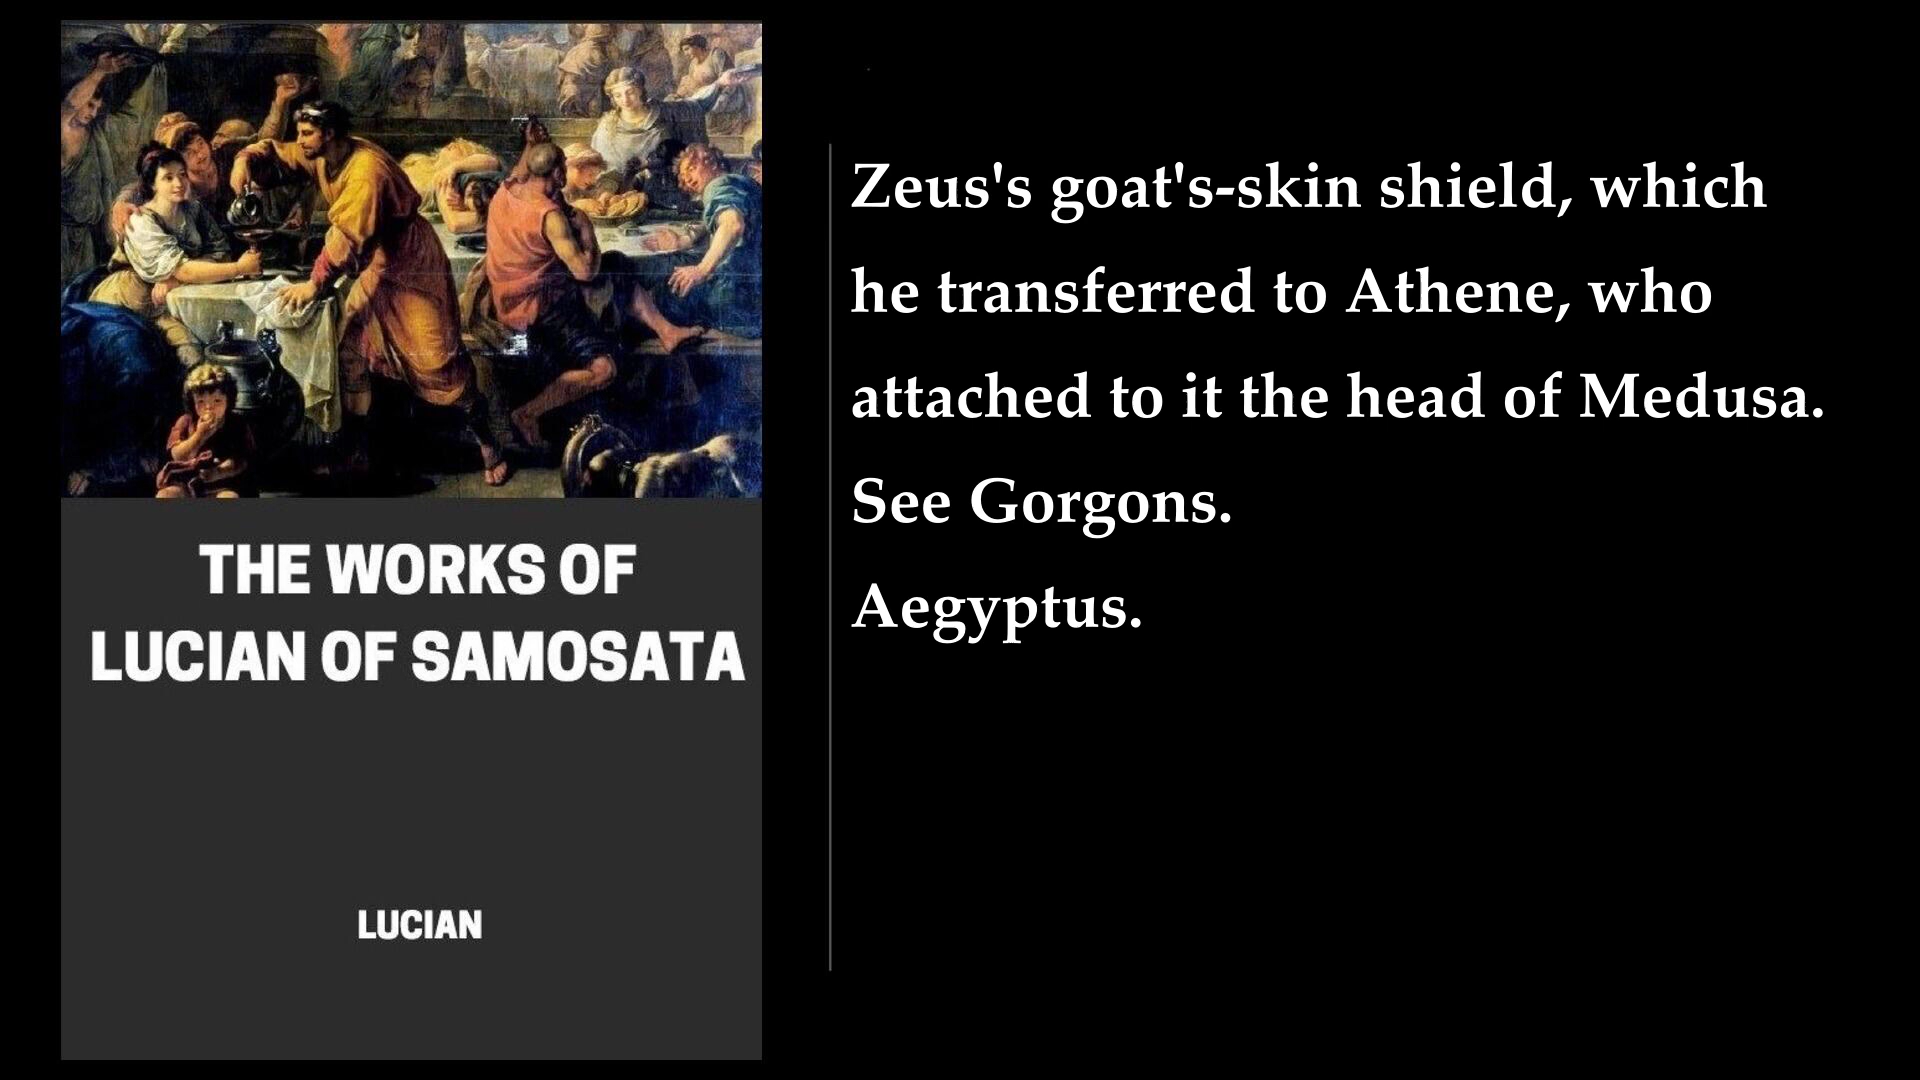 THE WORKS OF
LUCIAN OF SAMOSATA
LUCIAN
Zeus's goat's-skin shield, which
he transferred to Athene, who
attached to it the head of Medusa.
See Gorgons.
Aegyptus.